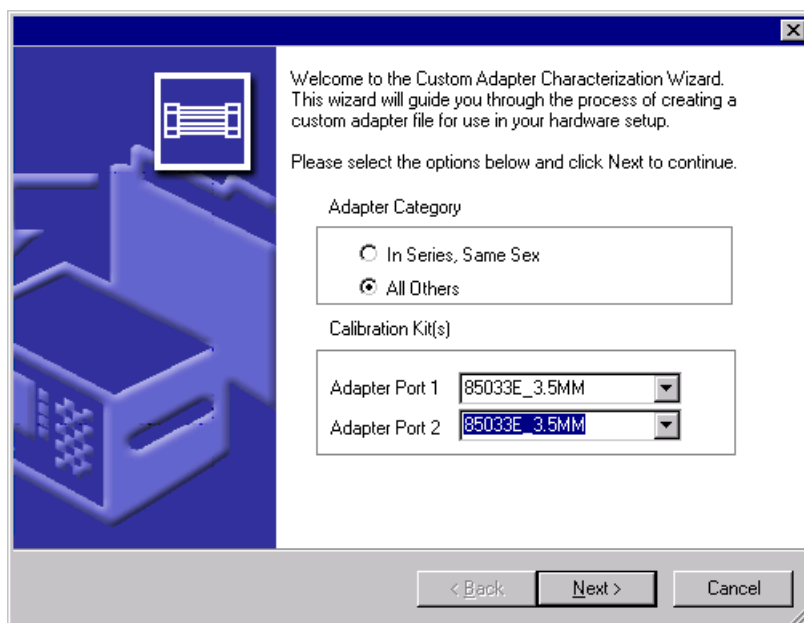 Welcome to the Custom Adapter Characterization Wizard.
This wizard will guide you through the process of creating a
custom adapter file for use in your hardware setup.
Please select the options below and click Next to continue.
Adapter Category
In Series, Same Sex
All Others
Calibration Kit(s)
Adapter Port 1 85033E_3.5MM
Adapter Port 2 85033E_3.5MM
< Back Next > Cancel